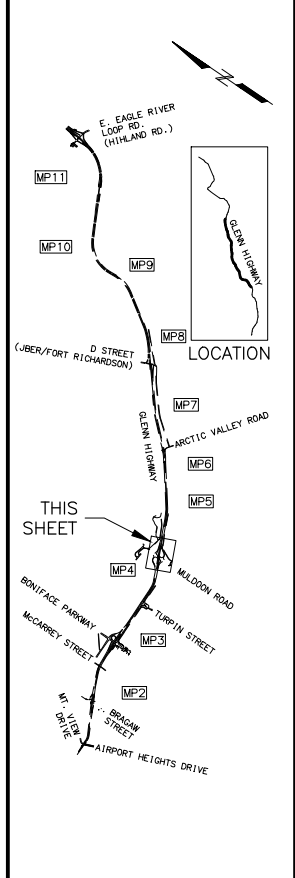 N
E. EAGLE RIVER
LOOP RD.
(HIHLAND RD.)
MP11
GLENN HIGHWAY
LOCATION
MP10
MP9
MP8
D STREET
(JBER/FORT RICHARDSON)
MP7
GLENN HIGHWAY
ARCTIC VALLEY ROAD
MP6
MP5
THIS
SHEET
MP4
MULDOON ROAD
TURPIN STREET
BONIFACE PARKWAY
MP3
McCARREY STREET
MP2
MT. VIEW
DRIVE
BRAGAW
STREET
AIRPORT HEIGHTS DRIVE